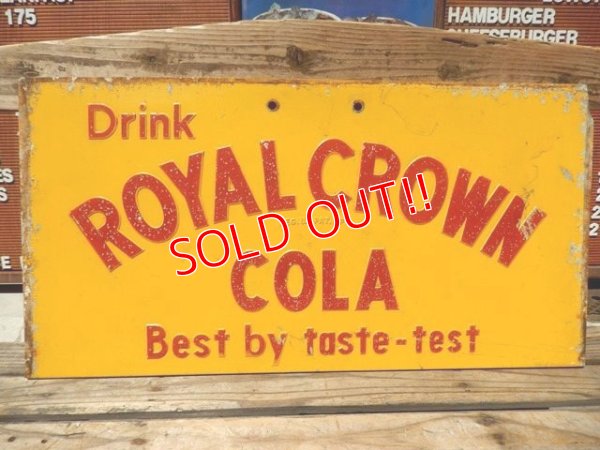 175
HAMBURGER
CHEESEBURGER
Drink
ROYAL CROWN
SOLD OUT!!
COLA
Best by taste-test